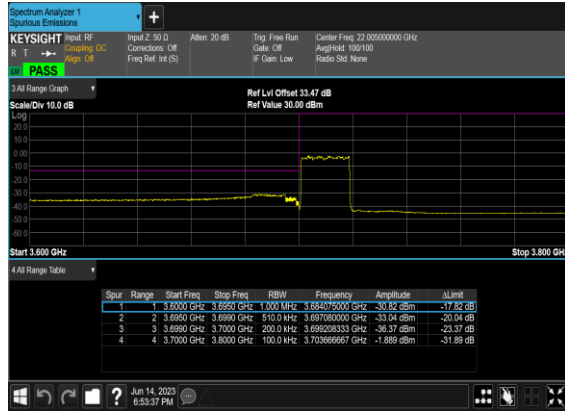 Spectrum Analyzer 1
Spurious Emissions
+
KEYSIGHT Input: RF Input Z: 50 Ω Atten: 20 dB Trig: Free Run Center Freq: 22.005000000 GHz
R T Coupling: DC Corrections: Off Gate: Off Avg|Hold: 100/100
Align: Off Freq Ref: Int (S) IF Gain: Low Radio Std: None
PASS
3 All Range Graph
Ref Lvl Offset 33.47 dB
Scale/Div 10.0 dB Ref Value 30.00 dBm
Log
20.0
10.0
0.00
-10.0
-20.0
-30.0
-40.0
-50.0
-60.0
Start 3.600 GHz Stop 3.800 GH
4 All Range Table
Spur Range Start Freq Stop Freq RBW Frequency Amplitude ΔLimit
1 1 3.6000 GHz 3.6950 GHz 1.000 MHz 3.684075000 GHz -30.82 dBm -17.82 dB
2 2 3.6950 GHz 3.6990 GHz 510.0 kHz 3.697080000 GHz -33.04 dBm -20.04 dB
3 3 3.6990 GHz 3.7000 GHz 200.0 kHz 3.699208333 GHz -36.37 dBm -23.37 dB
4 4 3.7000 GHz 3.8000 GHz 100.0 kHz 3.703666667 GHz -1.889 dBm -31.89 dB
? Jun 14, 2023
6:53:37 PM